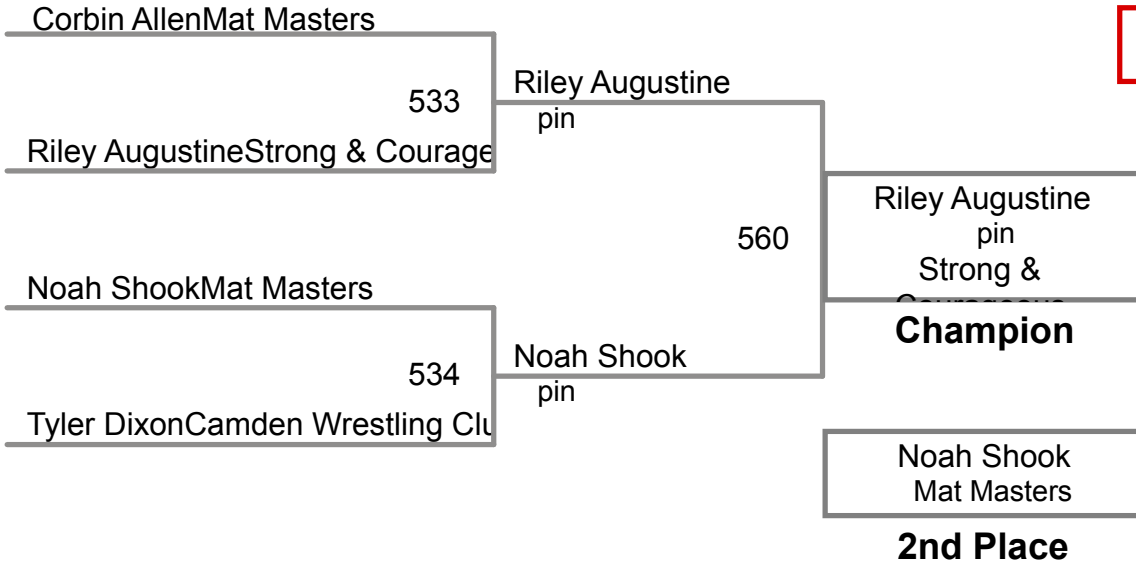 Corbin AllenMat Masters
533
Riley Augustine
pin
Riley AugustineStrong & Courage
560
Riley Augustine
pin
Strong &
Courageous
Champion
Noah ShookMat Masters
534
Noah Shook
pin
Tyler DixonCamden Wrestling Clu
Noah Shook
Mat Masters
2nd Place